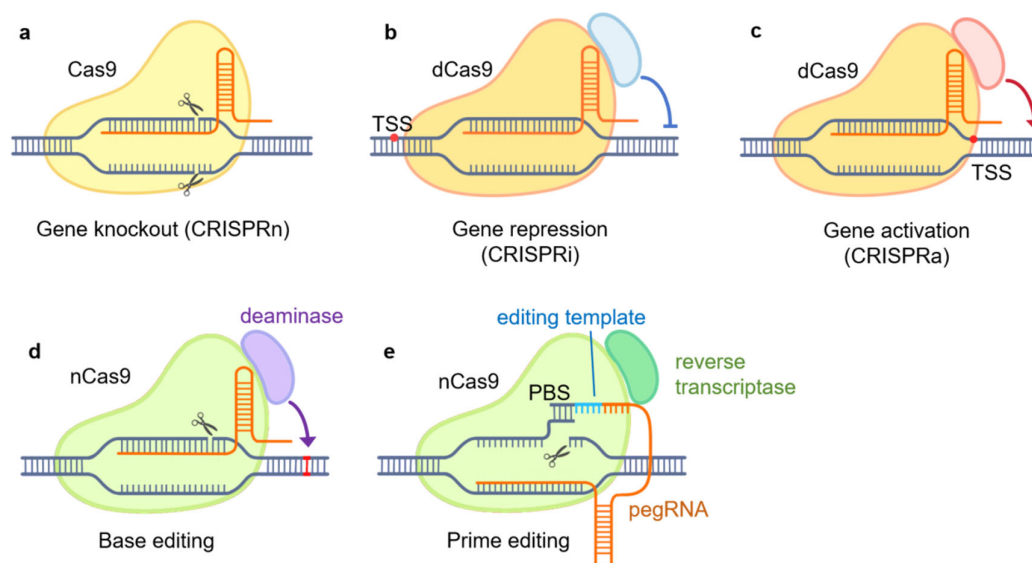 a
Cas9
Gene knockout (CRISPRn)
b
dCas9
TSS
Gene repression
(CRISPRi)
c
dCas9
TSS
Gene activation
(CRISPRa)
d
deaminase
nCas9
Base editing
e
editing template
nCas9
PBS
reverse
transcriptase
pegRNA
Prime editing